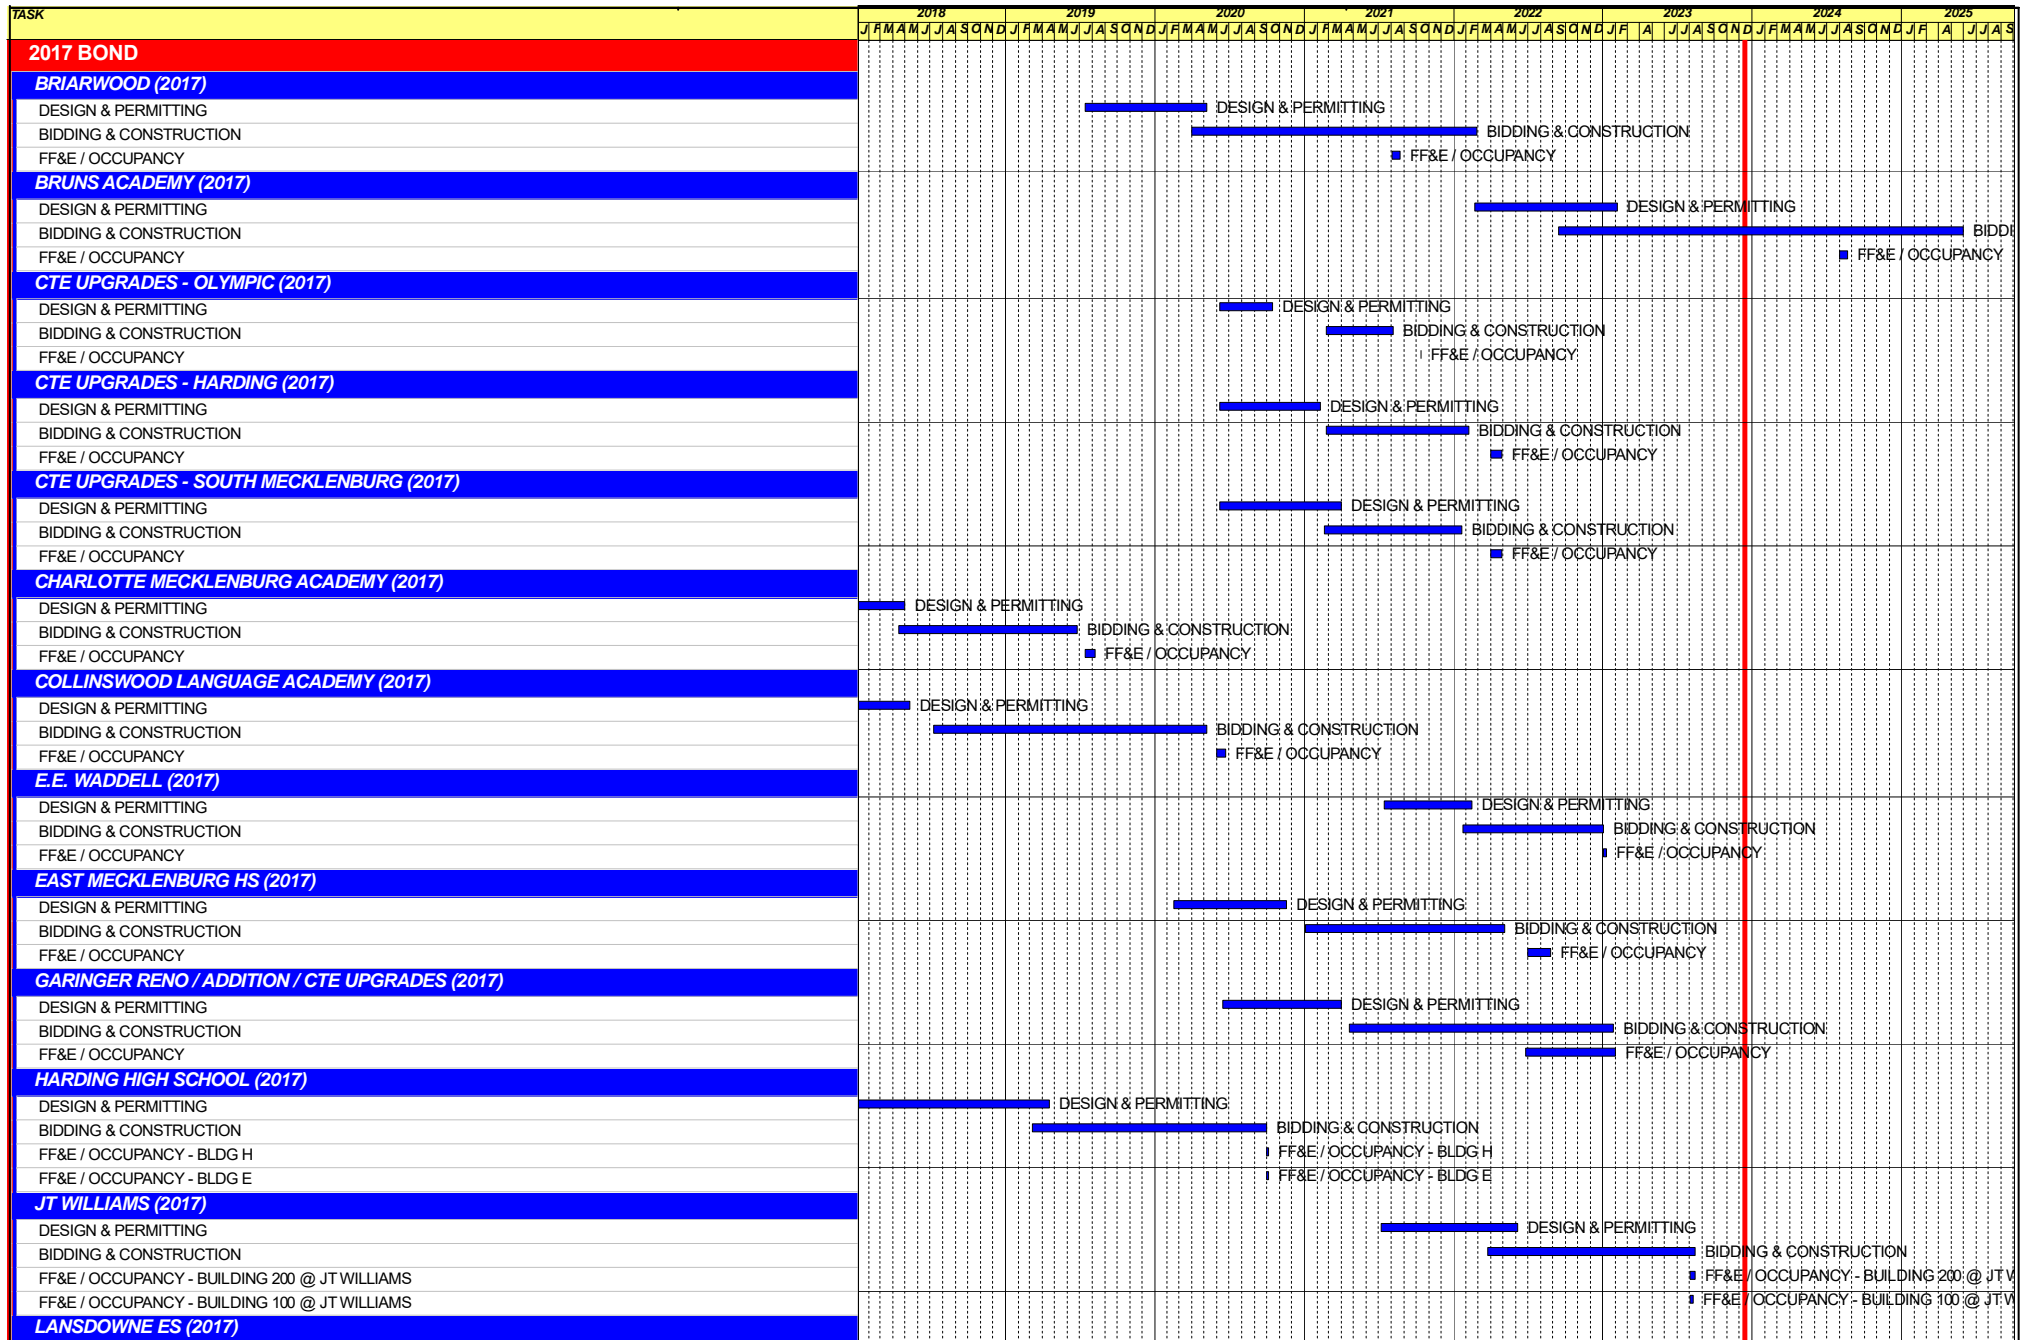 TASK 2018 2019 2020 2021 2022 2023 2024 2025
J F M A M J J A S O N D J F M A M J J A S O N D J F M A M J J A S O N D J F M A M J J A S O N D J F M A M J J A S O N D J F A J J A S O N D J F M A M J J A S O N D J F A J J A S
2017 BOND
BRIARWOOD (2017)
DESIGN & PERMITTING DESIGN & PERMITTING
BIDDING & CONSTRUCTION BIDDING & CONSTRUCTION
FF&E / OCCUPANCY FF&E / OCCUPANCY
BRUNS ACADEMY (2017)
DESIGN & PERMITTING DESIGN & PERMITTING
BIDDING & CONSTRUCTION BIDDI
FF&E / OCCUPANCY FF&E / OCCUPANCY
CTE UPGRADES - OLYMPIC (2017)
DESIGN & PERMITTING DESIGN & PERMITTING
BIDDING & CONSTRUCTION BIDDING & CONSTRUCTION
FF&E / OCCUPANCY FF&E / OCCUPANCY
CTE UPGRADES - HARDING (2017)
DESIGN & PERMITTING DESIGN & PERMITTING
BIDDING & CONSTRUCTION BIDDING & CONSTRUCTION
FF&E / OCCUPANCY FF&E / OCCUPANCY
CTE UPGRADES - SOUTH MECKLENBURG (2017)
DESIGN & PERMITTING DESIGN & PERMITTING
BIDDING & CONSTRUCTION BIDDING & CONSTRUCTION
FF&E / OCCUPANCY FF&E / OCCUPANCY
CHARLOTTE MECKLENBURG ACADEMY (2017)
DESIGN & PERMITTING DESIGN & PERMITTING
BIDDING & CONSTRUCTION BIDDING & CONSTRUCTION
FF&E / OCCUPANCY FF&E / OCCUPANCY
COLLINSWOOD LANGUAGE ACADEMY (2017)
DESIGN & PERMITTING DESIGN & PERMITTING
BIDDING & CONSTRUCTION BIDDING & CONSTRUCTION
FF&E / OCCUPANCY FF&E / OCCUPANCY
E.E. WADDELL (2017)
DESIGN & PERMITTING DESIGN & PERMITTING
BIDDING & CONSTRUCTION BIDDING & CONSTRUCTION
FF&E / OCCUPANCY FF&E / OCCUPANCY
EAST MECKLENBURG HS (2017)
DESIGN & PERMITTING DESIGN & PERMITTING
BIDDING & CONSTRUCTION BIDDING & CONSTRUCTION
FF&E / OCCUPANCY FF&E / OCCUPANCY
GARINGER RENO / ADDITION / CTE UPGRADES (2017)
DESIGN & PERMITTING DESIGN & PERMITTING
BIDDING & CONSTRUCTION BIDDING & CONSTRUCTION
FF&E / OCCUPANCY FF&E / OCCUPANCY
HARDING HIGH SCHOOL (2017)
DESIGN & PERMITTING DESIGN & PERMITTING
BIDDING & CONSTRUCTION BIDDING & CONSTRUCTION
FF&E / OCCUPANCY - BLDG H FF&E / OCCUPANCY - BLDG H
FF&E / OCCUPANCY - BLDG E FF&E / OCCUPANCY - BLDG E
JT WILLIAMS (2017)
DESIGN & PERMITTING DESIGN & PERMITTING
BIDDING & CONSTRUCTION BIDDING & CONSTRUCTION
FF&E / OCCUPANCY - BUILDING 200 @ JT WILLIAMS FF&E / OCCUPANCY - BUILDING 200 @ JT W
FF&E / OCCUPANCY - BUILDING 100 @ JT WILLIAMS FF&E / OCCUPANCY - BUILDING 100 @ JT W
LANSDOWNE ES (2017)